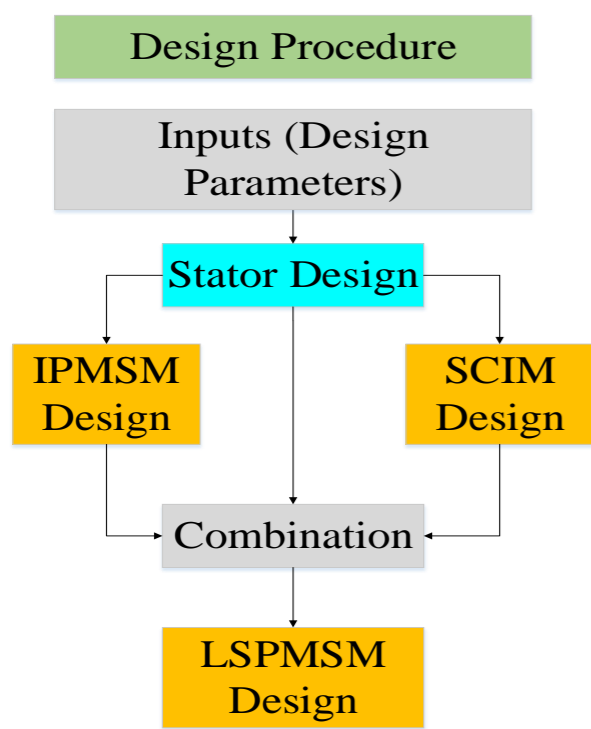 Design Procedure
Inputs (Design
Parameters)
Stator Design
IPMSM
Design
SCIM
Design
Combination
LSPMSM
Design